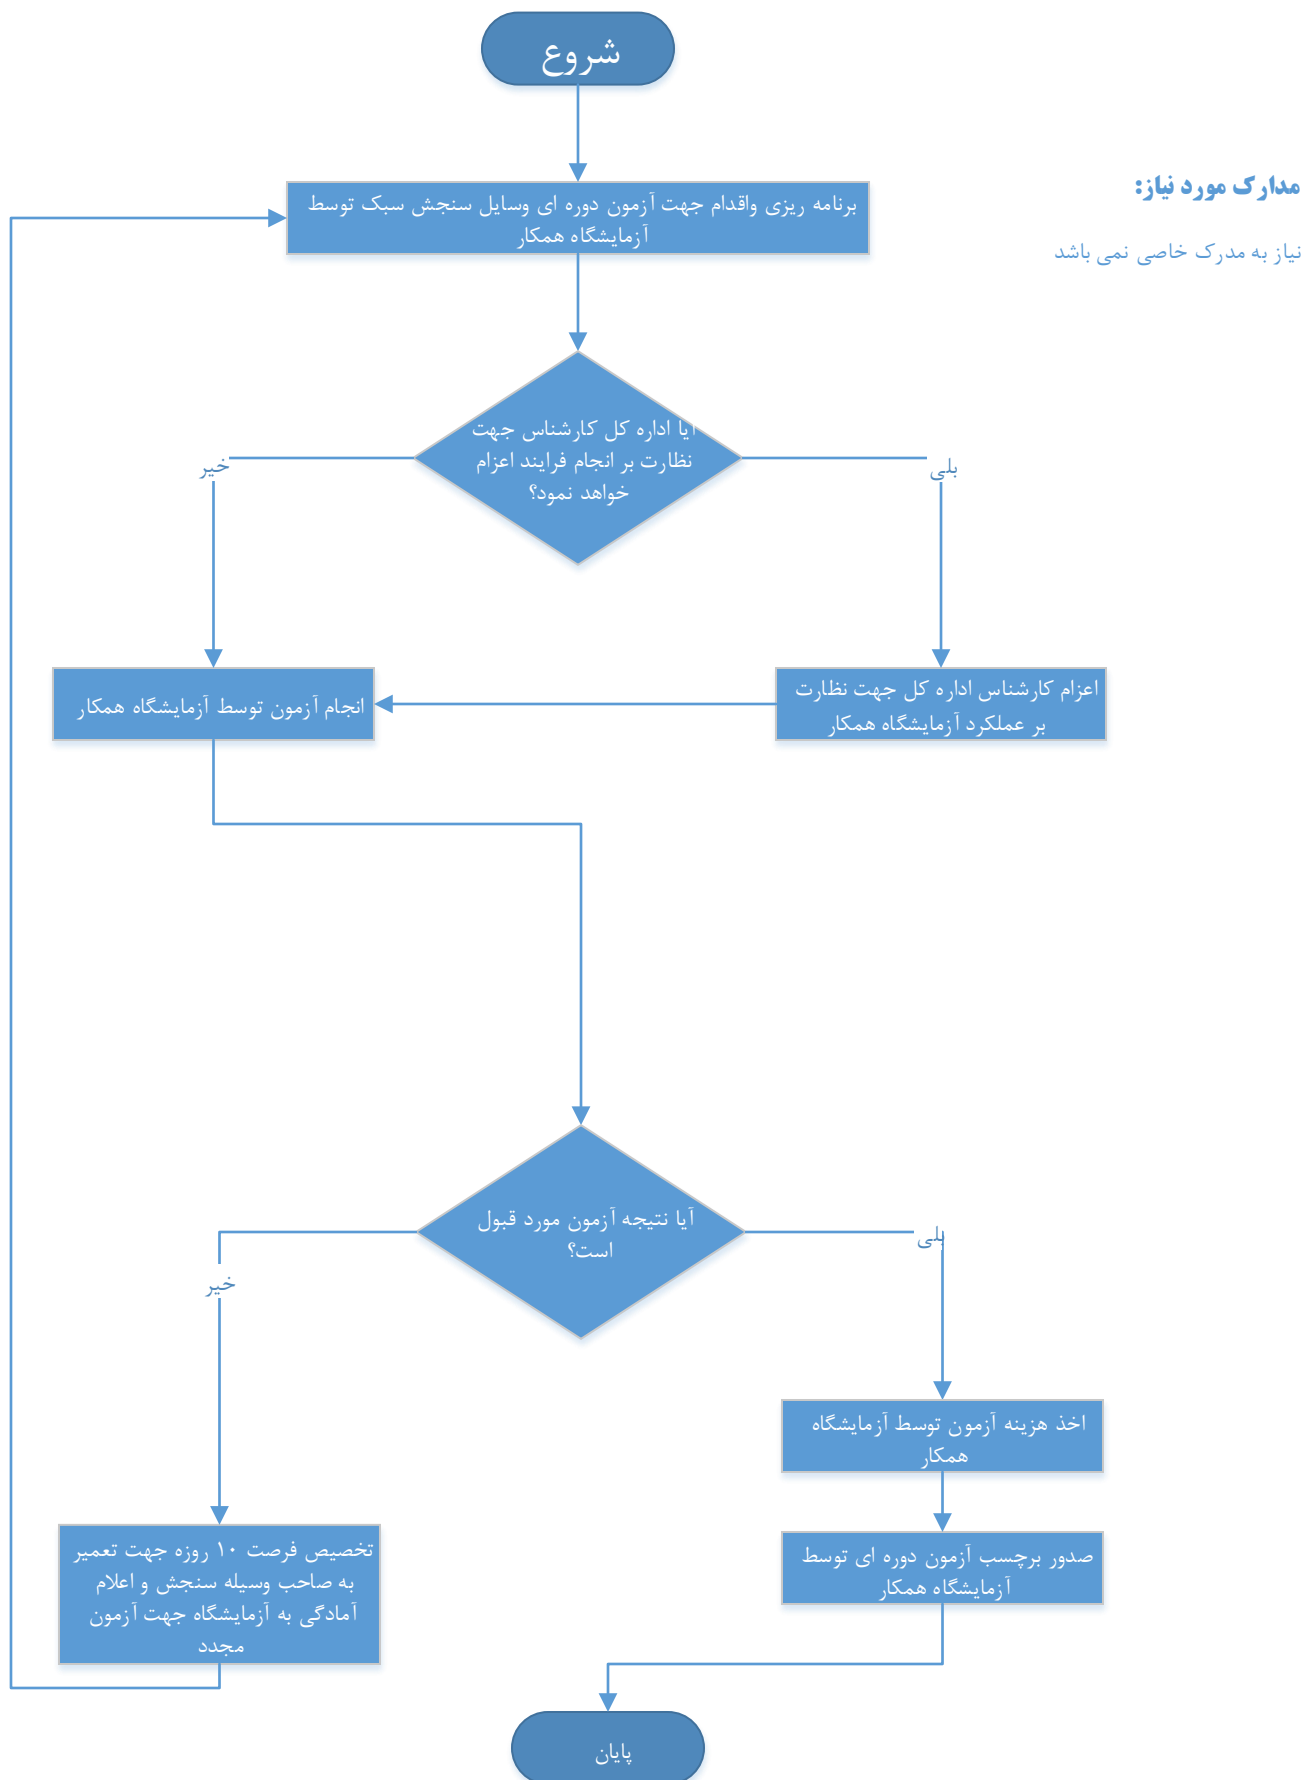 شروع
مدارک مورد نیاز:
برنامه ریزی واقدام جهت آزمون دوره ای وسایل سنجش سبک توسط
آزمایشگاه همکار
نیاز به مدرک خاصی نمی باشد
آیا اداره کل کارشناس جهت
نظارت بر انجام فرایند اعزام
خواهد نمود؟
بلی
خیر
اعزام کارشناس اداره کل جهت نظارت
بر عملکرد آزمایشگاه همکار
انجام آزمون توسط آزمایشگاه همکار
آیا نتیجه آزمون مورد قبول
است؟
بلی
خیر
اخذ هزینه آزمون توسط آزمایشگاه
همکار
صدور برچسب آزمون دوره ای توسط
آزمایشگاه همکار
تخصیص فرصت ۱۰ روزه جهت تعمیر
به صاحب وسیله سنجش و اعلام
آمادگی به آزمایشگاه جهت آزمون
مجدد
پایان